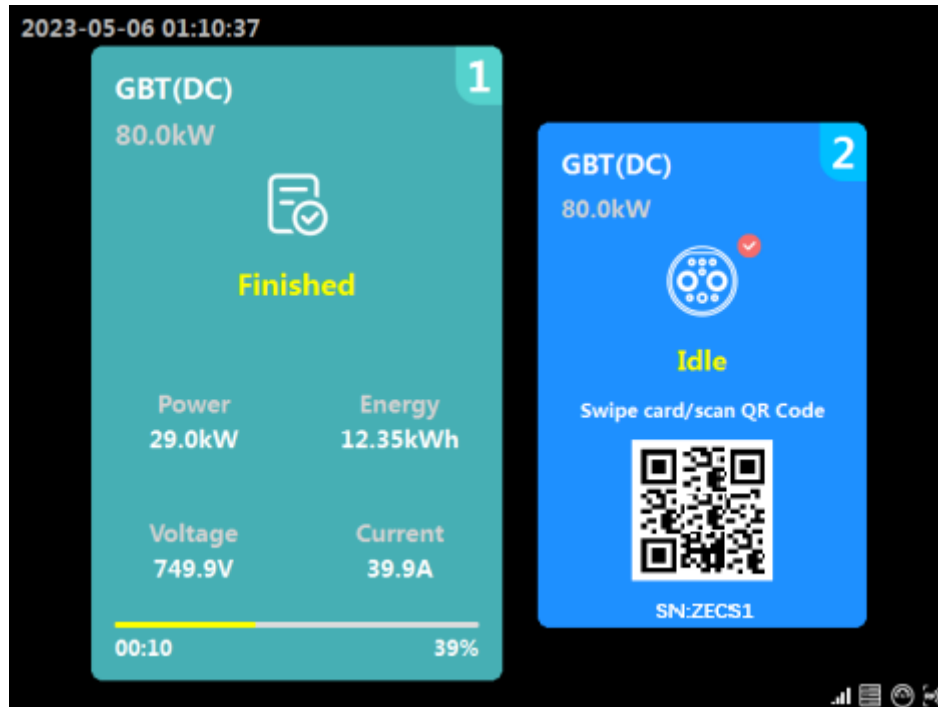 2023-05-06 01:10:37
1
GBT(DC)
80.0kW
Finished
Power Energy
29.0kW 12.35kWh
Voltage Current
749.9V 39.9A
00:10 39%
2
GBT(DC)
80.0kW
Idle
Swipe card/scan QR Code
SN:ZECS1